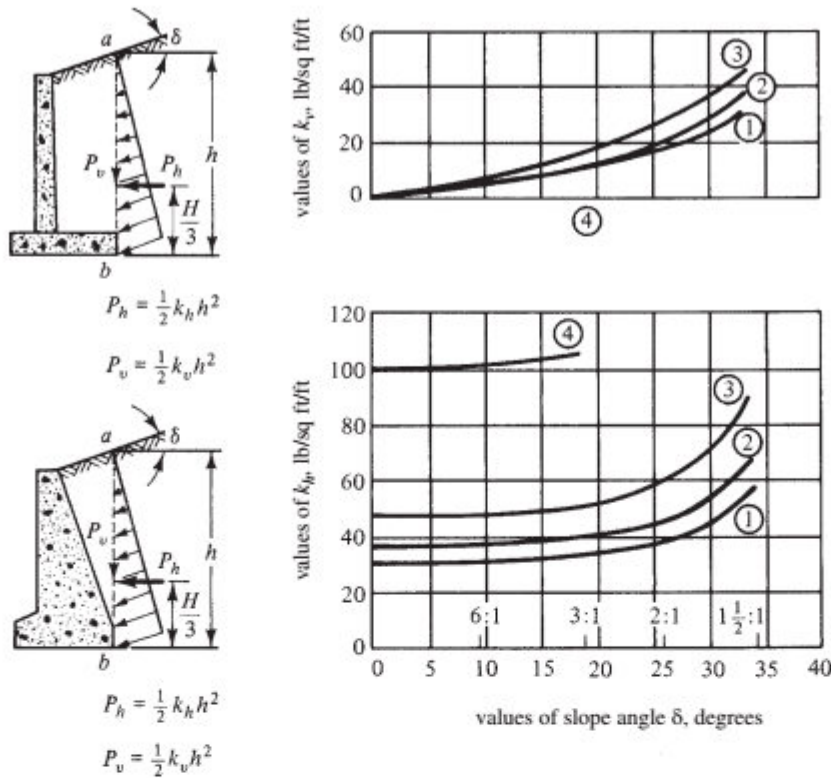 a
δ
P_v
P_h
h
H/3
b
P_h = 1/2 k_h h²
P_v = 1/2 k_v h²
a
δ
P_v
P_h
h
H/3
b
P_h = 1/2 k_h h²
P_v = 1/2 k_v h²
values of k_v, lb/sq ft/ft
60
40
20
0
③
②
①
④
values of k_h, lb/sq ft/ft
120
100
80
60
40
20
0
④
③
②
①
6:1
3:1
2:1
1 1/2:1
0 5 10 15 20 25 30 35 40
values of slope angle δ, degrees